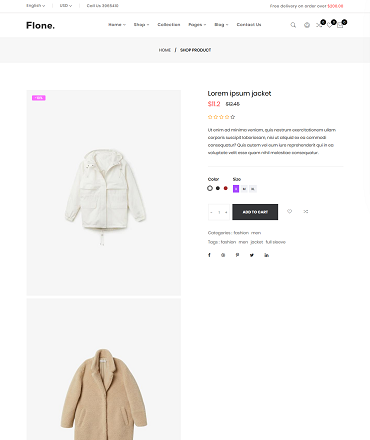 English USD Call Us 3965410
Free delivery on order over $200.00
Flone.
Home Shop Collection Pages Blog Contact Us
0 0 0
HOME / SHOP PRODUCT
Lorem ipsum jacket
$11.2 $12.45
Ut enim ad minima veniam, quis nostrum exercitationem ullam
corporis suscipit laboriosam, nisi ut aliquid ex ea commodi
consequatur? Quis autem vel eum iure reprehenderit qui in ea
voluptate velit esse quam nihil molestiae consequatur.
Color Size
- 1 + ADD TO CART
Categories : fashion men
Tags : fashion men jacket full sleeve